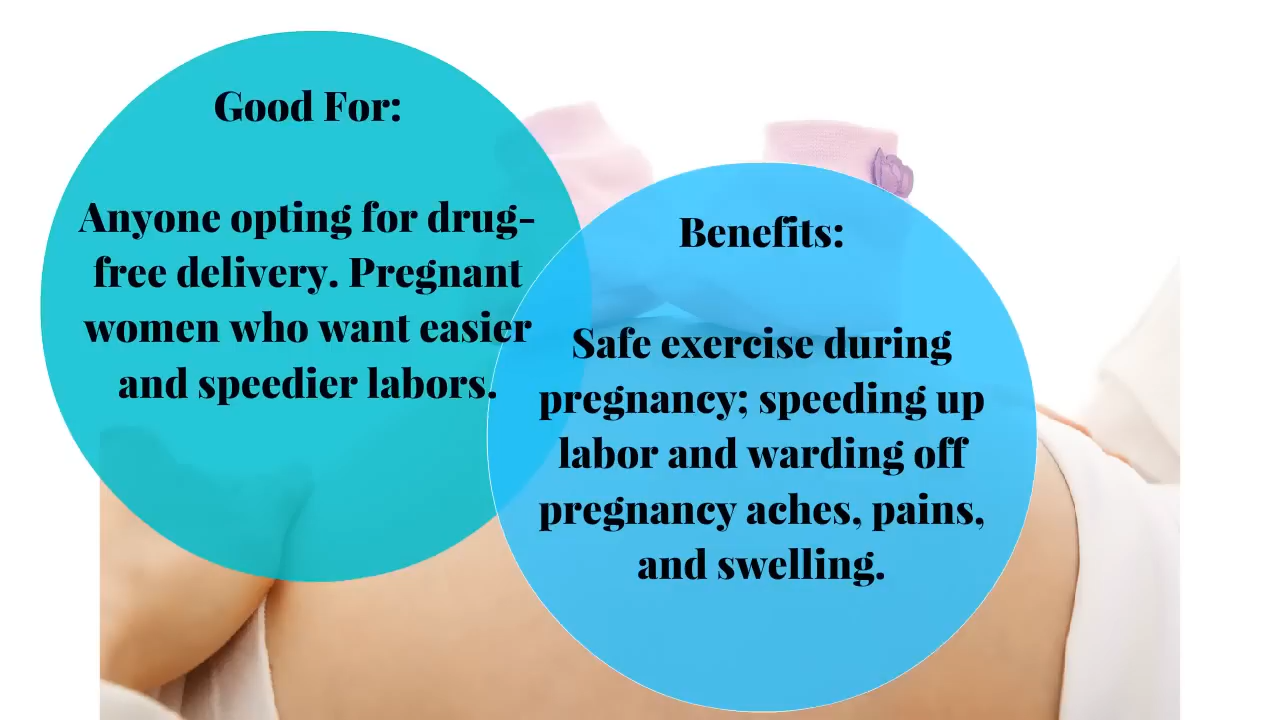 Good For:
Anyone opting for drug-
free delivery. Pregnant
women who want easier
and speedier labors.
Benefits:
Safe exercise during
pregnancy; speeding up
labor and warding off
pregnancy aches, pains,
and swelling.